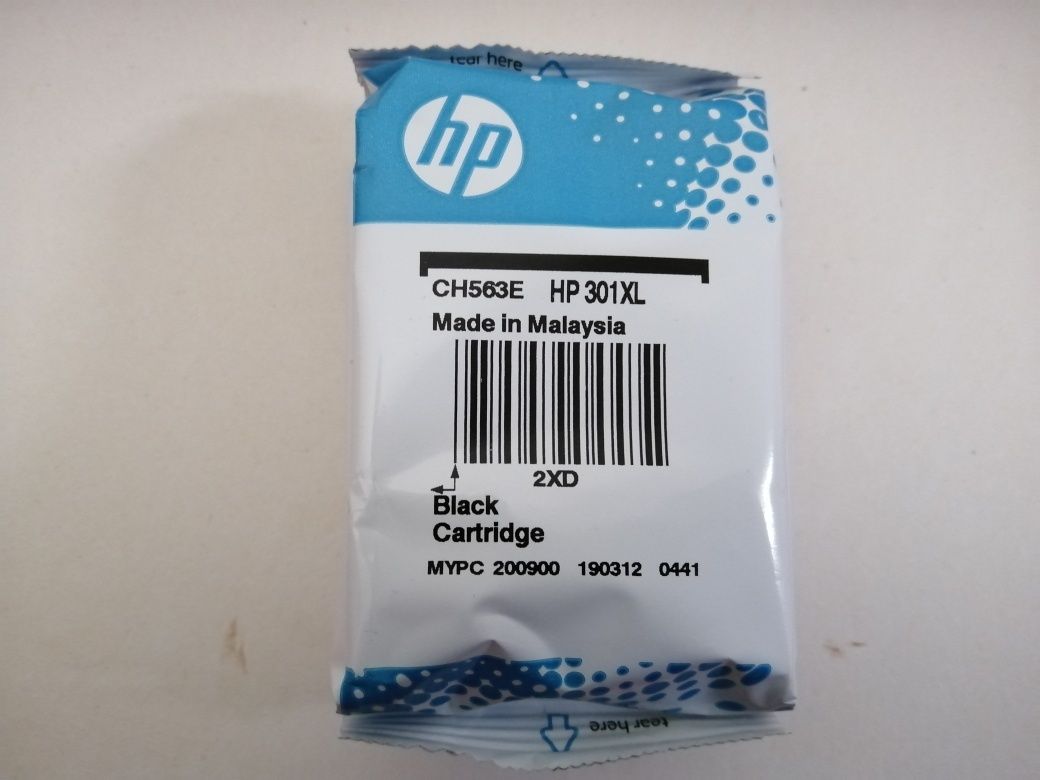 tear here
hp
CH563E HP 301XL
Made in Malaysia
2XD
Black
Cartridge
MYPC 200900 190312 0441
tear here